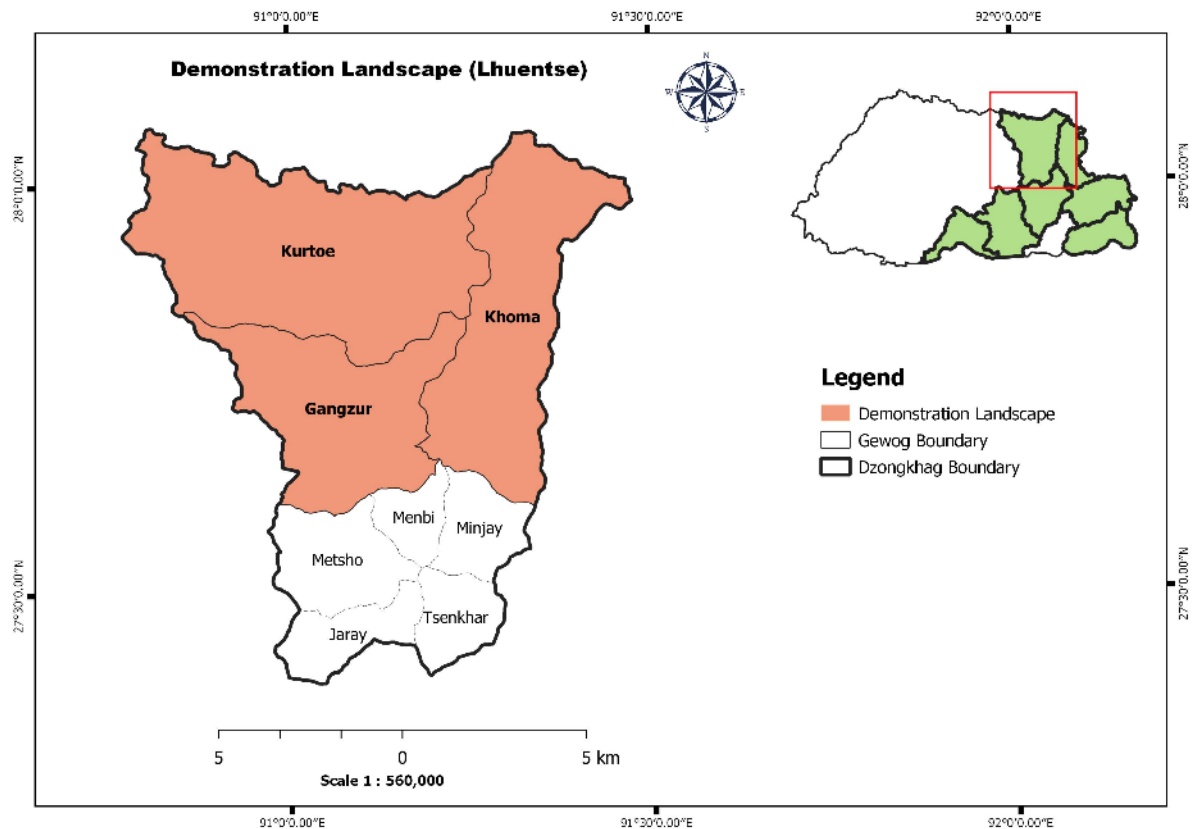 91°0'0.00"E
91°30'0.00"E
92°0'0.00"E
Demonstration Landscape (Lhuentse)
N
W
E
S
28°0'0.00"N
28°0'0.00"N
Kurtoe
Khoma
Gangzur
Legend
Demonstration Landscape
Gewog Boundary
Dzongkhag Boundary
Menbi
Minjay
Metsho
Tsenkhar
Jaray
27°30'0.00"N
27°30'0.00"N
5 0 5 km
Scale 1 : 560,000
91°0'0.00"E
91°30'0.00"E
92°0'0.00"E